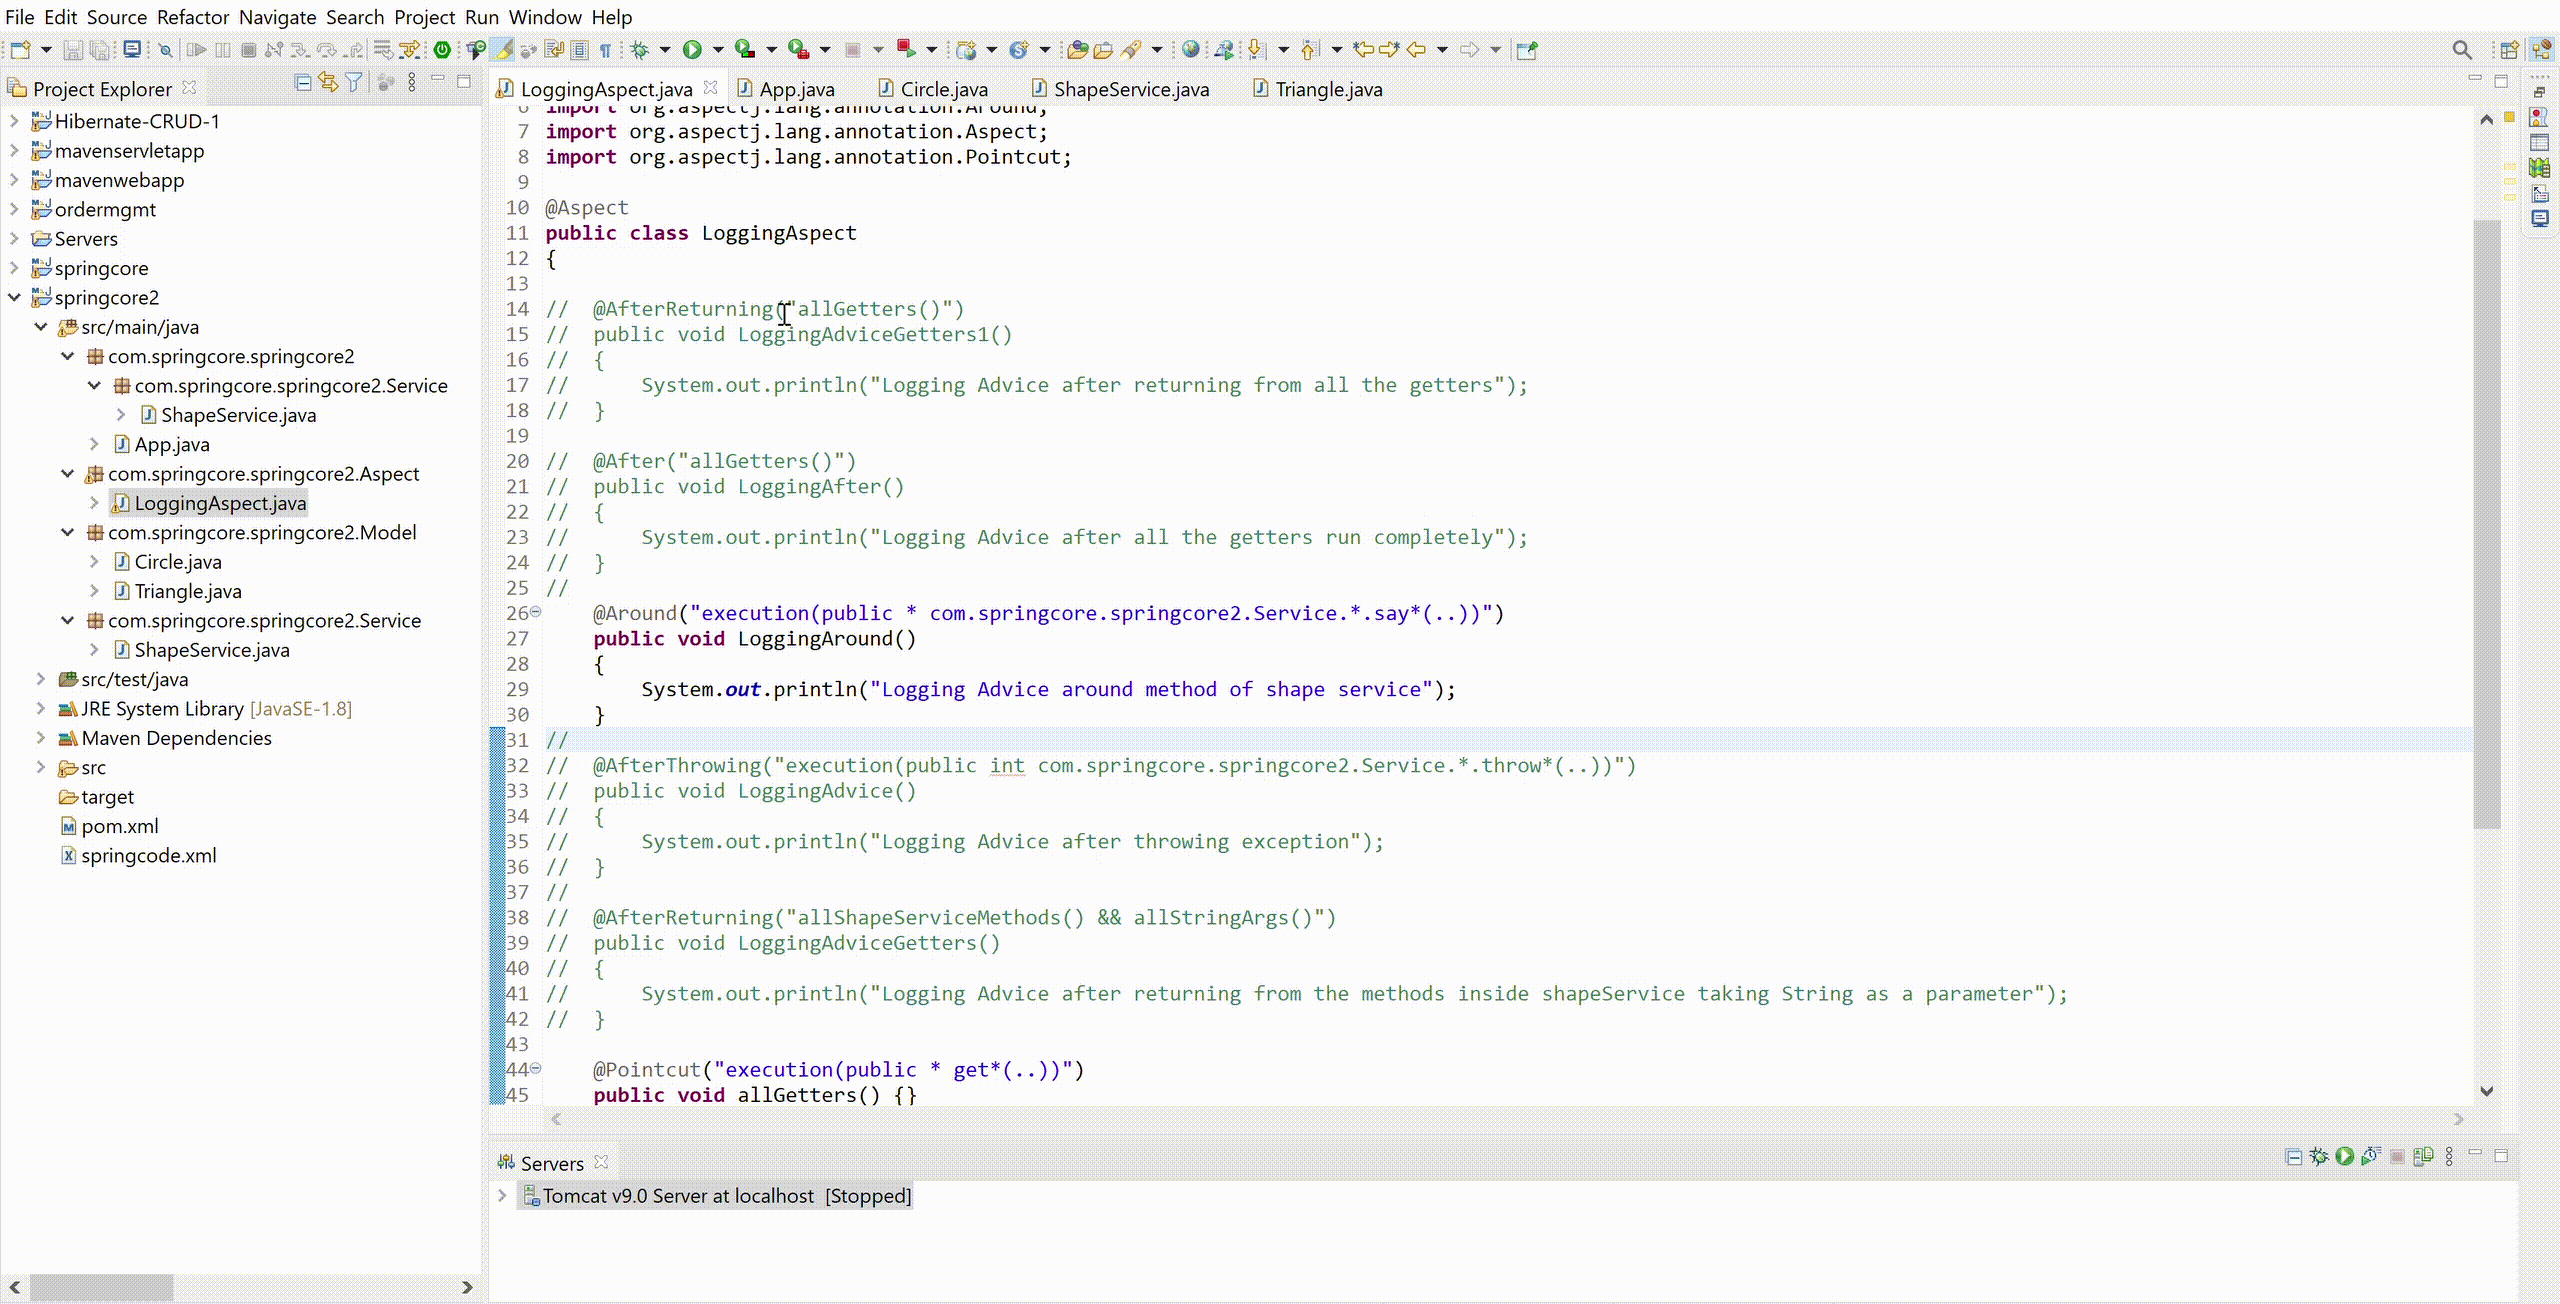 File Edit Source Refactor Navigate Search Project Run Window Help
Project Explorer
Hibernate-CRUD-1
mavenservletapp
mavenwebapp
ordermgmt
Servers
springcore
springcore2
src/main/java
com.springcore.springcore2
com.springcore.springcore2.Service
ShapeService.java
App.java
com.springcore.springcore2.Aspect
LoggingAspect.java
com.springcore.springcore2.Model
Circle.java
Triangle.java
com.springcore.springcore2.Service
ShapeService.java
src/test/java
JRE System Library [JavaSE-1.8]
Maven Dependencies
src
target
pom.xml
springcode.xml
LoggingAspect.java App.java Circle.java ShapeService.java Triangle.java
6 import org.aspectj.lang.annotation.Around;
7 import org.aspectj.lang.annotation.Aspect;
8 import org.aspectj.lang.annotation.Pointcut;
9
10 @Aspect
11 public class LoggingAspect
12 {
13
14 // @AfterReturning("allGetters()")
15 // public void LoggingAdviceGetters1()
16 // {
17 // System.out.println("Logging Advice after returning from all the getters");
18 // }
19
20 // @After("allGetters()")
21 // public void LoggingAfter()
22 // {
23 // System.out.println("Logging Advice after all the getters run completely");
24 // }
25 //
26 @Around("execution(public * com.springcore.springcore2.Service.*.say*(..))")
27 public void LoggingAround()
28 {
29 System.out.println("Logging Advice around method of shape service");
30 }
31 //
32 // @AfterThrowing("execution(public int com.springcore.springcore2.Service.*.throw*(..))")
33 // public void LoggingAdvice()
34 // {
35 // System.out.println("Logging Advice after throwing exception");
36 // }
37 //
38 // @AfterReturning("allShapeServiceMethods() && allStringArgs()")
39 // public void LoggingAdviceGetters()
40 // {
41 // System.out.println("Logging Advice after returning from the methods inside shapeService taking String as a parameter");
42 // }
43
44 @Pointcut("execution(public * get*(..))")
45 public void allGetters() {}
Servers
Tomcat v9.0 Server at localhost [Stopped]